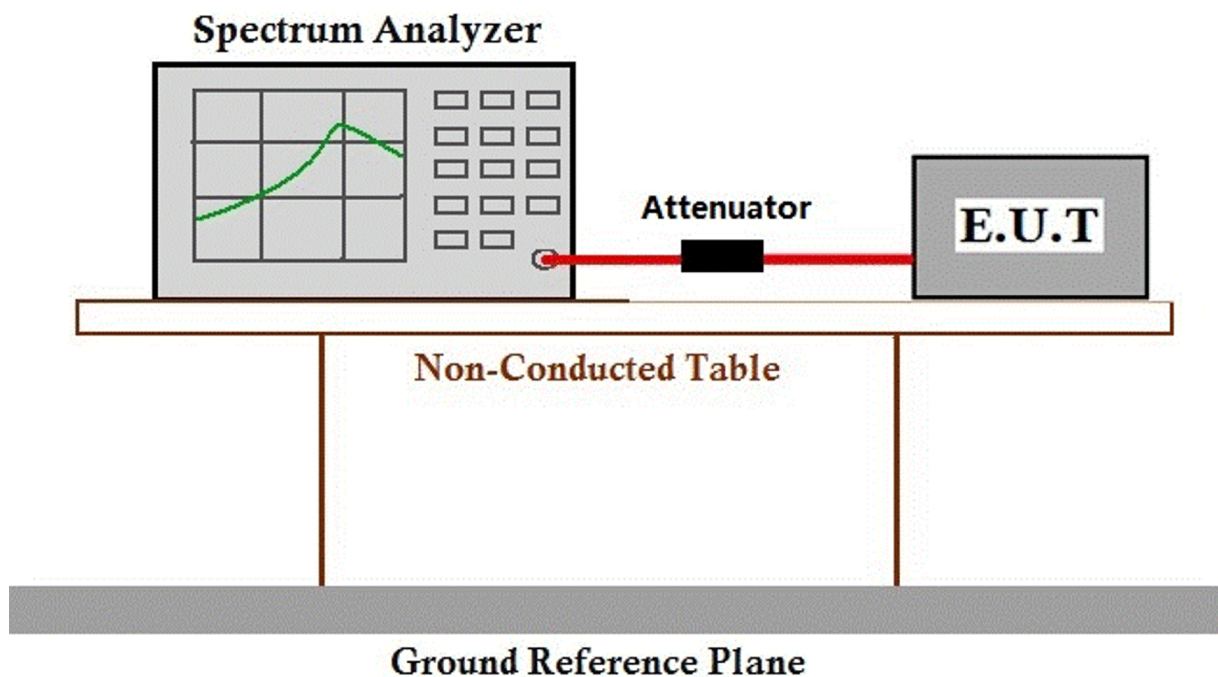 Spectrum Analyzer
Attenuator
E.U.T
Non-Conducted Table
Ground Reference Plane